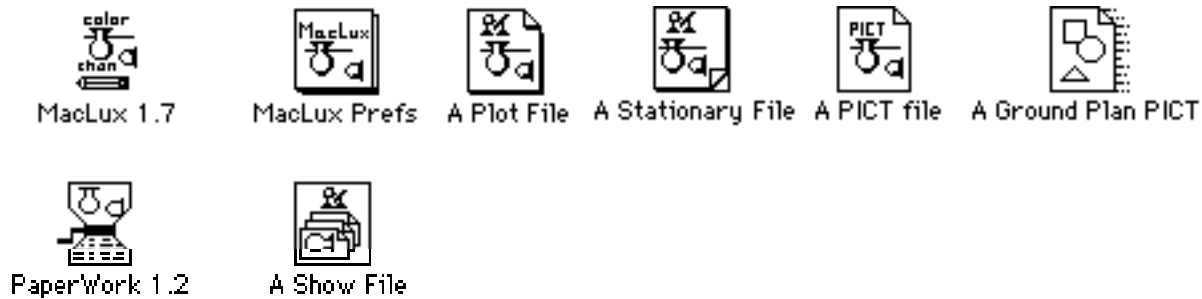 color
chan
MacLux 1.7
MacLux
MacLux Prefs
A Plot File
A Stationary File
PICT
A PICT file
A Ground Plan PICT
PaperWork 1.2
A Show File